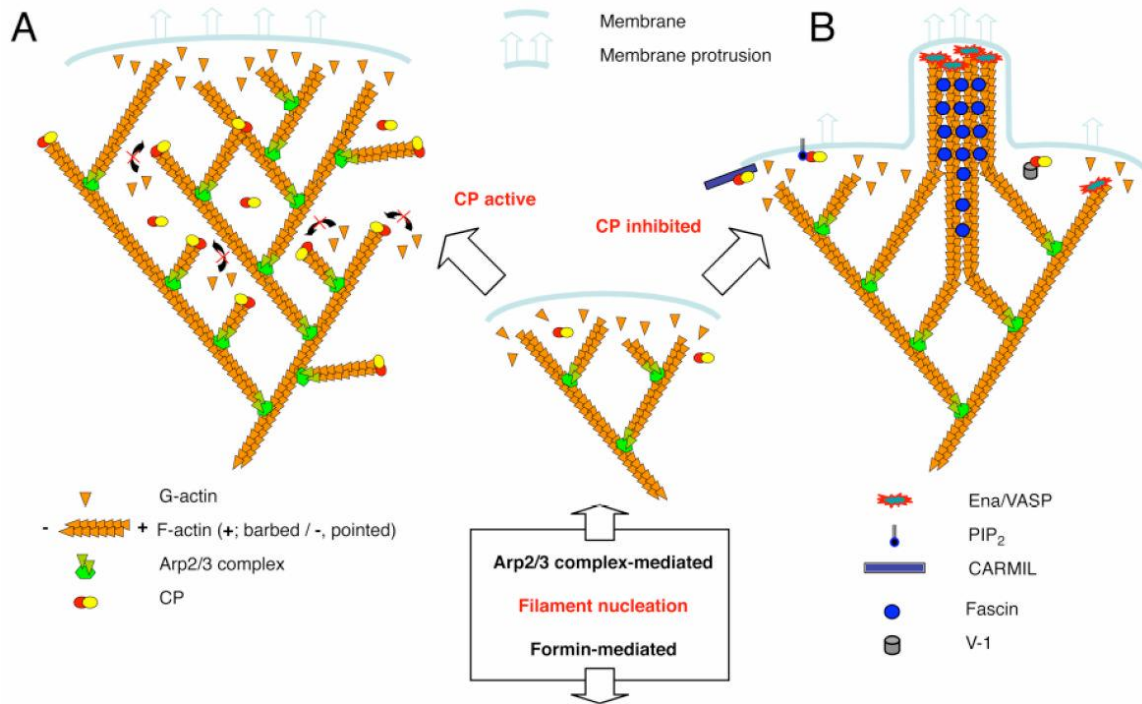 A
Membrane
Membrane protrusion
B
CP active
CP inhibited
G-actin
- + F-actin (+; barbed / -, pointed)
Arp2/3 complex
CP
Arp2/3 complex-mediated
Filament nucleation
Formin-mediated
Ena/VASP
PIP2
CARMIL
Fascin
V-1